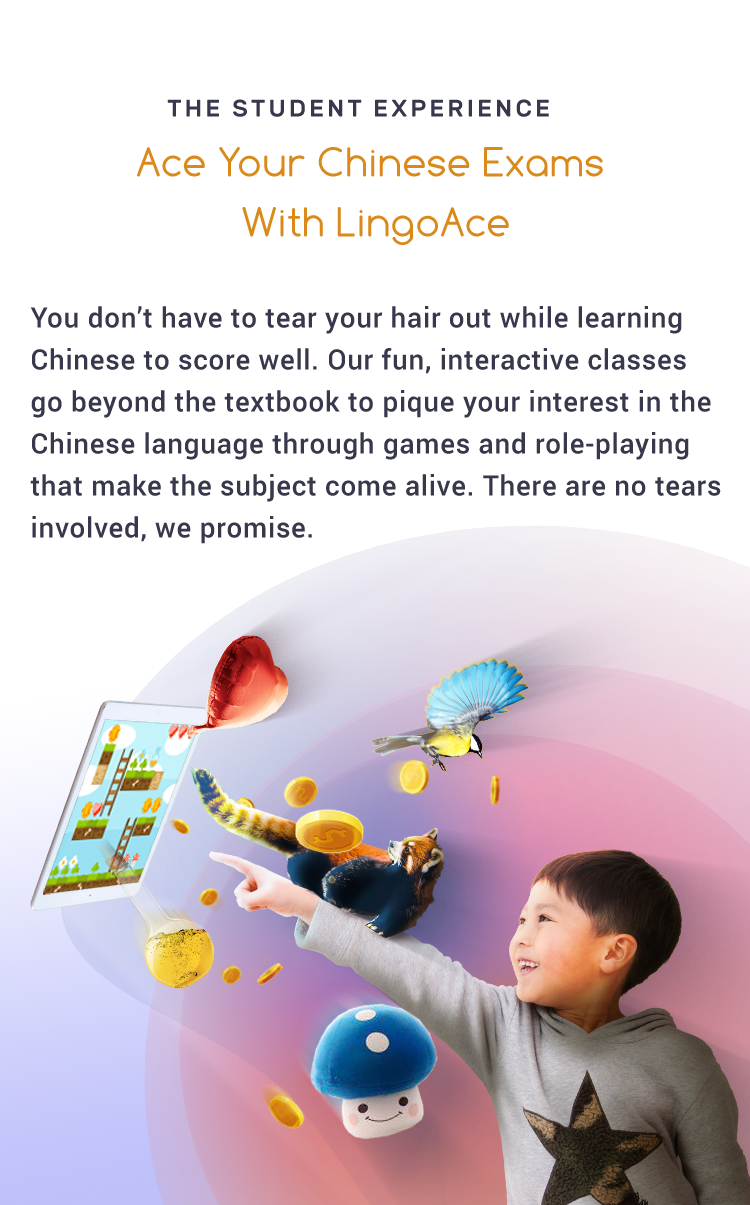 THE STUDENT EXPERIENCE
Ace Your Chinese Exams
With LingoAce
You don’t have to tear your hair out while learning
Chinese to score well. Our fun, interactive classes
go beyond the textbook to pique your interest in the
Chinese language through games and role-playing
that make the subject come alive. There are no tears
involved, we promise.